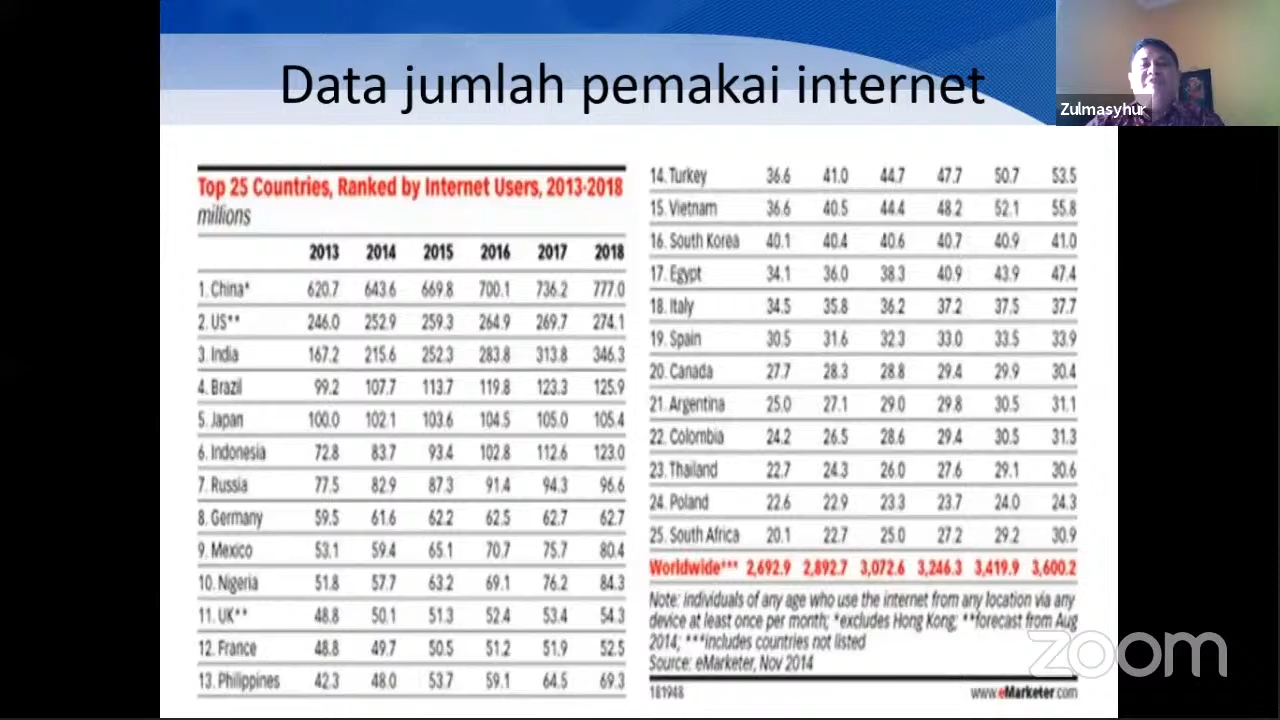 Data jumlah pemakai internet
Zulmasyhur
Top 25 Countries, Ranked by Internet Users, 2013-2018
millions
2013 2014 2015 2016 2017 2018
1. China* 620.7 643.6 669.8 700.1 736.2 777.0
2. US** 246.0 252.9 259.3 264.9 269.7 274.1
3. India 167.2 215.6 252.3 283.8 313.8 346.3
4. Brazil 99.2 107.7 113.7 119.8 123.3 125.9
5. Japan 100.0 102.1 103.6 104.5 105.0 105.4
6. Indonesia 72.8 83.7 93.4 102.8 112.6 123.0
7. Russia 77.5 82.9 87.3 91.4 94.3 96.6
8. Germany 59.5 61.6 62.2 62.5 62.7 62.7
9. Mexico 53.1 59.4 65.1 70.7 75.7 80.4
10. Nigeria 51.8 57.7 63.2 69.1 76.2 84.3
11. UK** 48.8 50.1 51.3 52.4 53.4 54.3
12. France 48.8 49.7 50.5 51.2 51.9 52.5
13. Philippines 42.3 48.0 53.7 59.1 64.5 69.3
14. Turkey 36.6 41.0 44.7 47.7 50.7 53.5
15. Vietnam 36.6 40.5 44.4 48.2 52.1 55.8
16. South Korea 40.1 40.4 40.6 40.7 40.9 41.0
17. Egypt 34.1 36.0 38.3 40.9 43.9 47.4
18. Italy 34.5 35.8 36.2 37.2 37.5 37.7
19. Spain 30.5 31.6 32.3 33.0 33.5 33.9
20. Canada 27.7 28.3 28.8 29.4 29.9 30.4
21. Argentina 25.0 27.1 29.0 29.8 30.5 31.1
22. Colombia 24.2 26.5 28.6 29.4 30.5 31.3
23. Thailand 22.7 24.3 26.0 27.6 29.1 30.6
24. Poland 22.6 22.9 23.3 23.7 24.0 24.3
25. South Africa 20.1 22.7 25.0 27.2 29.2 30.9
Worldwide*** 2,692.9 2,892.7 3,072.6 3,246.3 3,419.9 3,600.2
Note: individuals of any age who use the internet from any location via any
device at least once per month; *excludes Hong Kong; **forecast from Aug
2014; ***includes countries not listed
Source: eMarketer, Nov 2014
181948 www.eMarketer.com
zoom